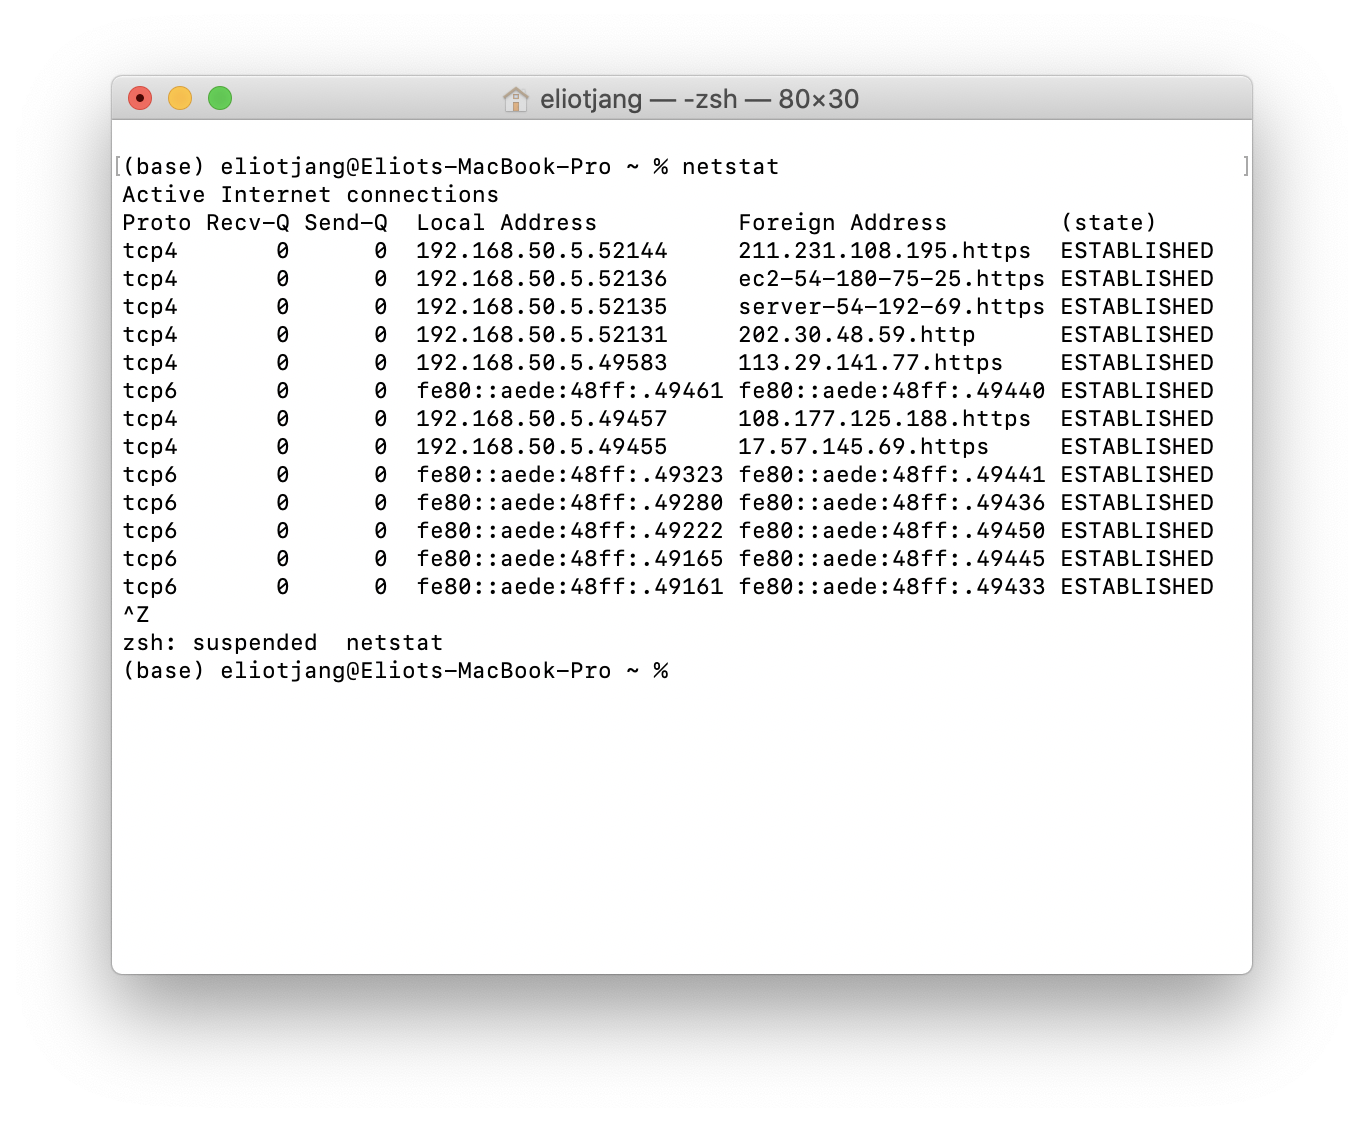 eliotjang — -zsh — 80×30
[(base) eliotjang@Eliots-MacBook-Pro ~ % netstat ]
Active Internet connections
Proto Recv-Q Send-Q  Local Address          Foreign Address        (state)
tcp4       0      0  192.168.50.5.52144     211.231.108.195.https  ESTABLISHED
tcp4       0      0  192.168.50.5.52136     ec2-54-180-75-25.https ESTABLISHED
tcp4       0      0  192.168.50.5.52135     server-54-192-69.https ESTABLISHED
tcp4       0      0  192.168.50.5.52131     202.30.48.59.http      ESTABLISHED
tcp4       0      0  192.168.50.5.49583     113.29.141.77.https    ESTABLISHED
tcp6       0      0  fe80::aede:48ff:.49461 fe80::aede:48ff:.49440 ESTABLISHED
tcp4       0      0  192.168.50.5.49457     108.177.125.188.https  ESTABLISHED
tcp4       0      0  192.168.50.5.49455     17.57.145.69.https     ESTABLISHED
tcp6       0      0  fe80::aede:48ff:.49323 fe80::aede:48ff:.49441 ESTABLISHED
tcp6       0      0  fe80::aede:48ff:.49280 fe80::aede:48ff:.49436 ESTABLISHED
tcp6       0      0  fe80::aede:48ff:.49222 fe80::aede:48ff:.49450 ESTABLISHED
tcp6       0      0  fe80::aede:48ff:.49165 fe80::aede:48ff:.49445 ESTABLISHED
tcp6       0      0  fe80::aede:48ff:.49161 fe80::aede:48ff:.49433 ESTABLISHED
^Z
zsh: suspended  netstat
(base) eliotjang@Eliots-MacBook-Pro ~ %